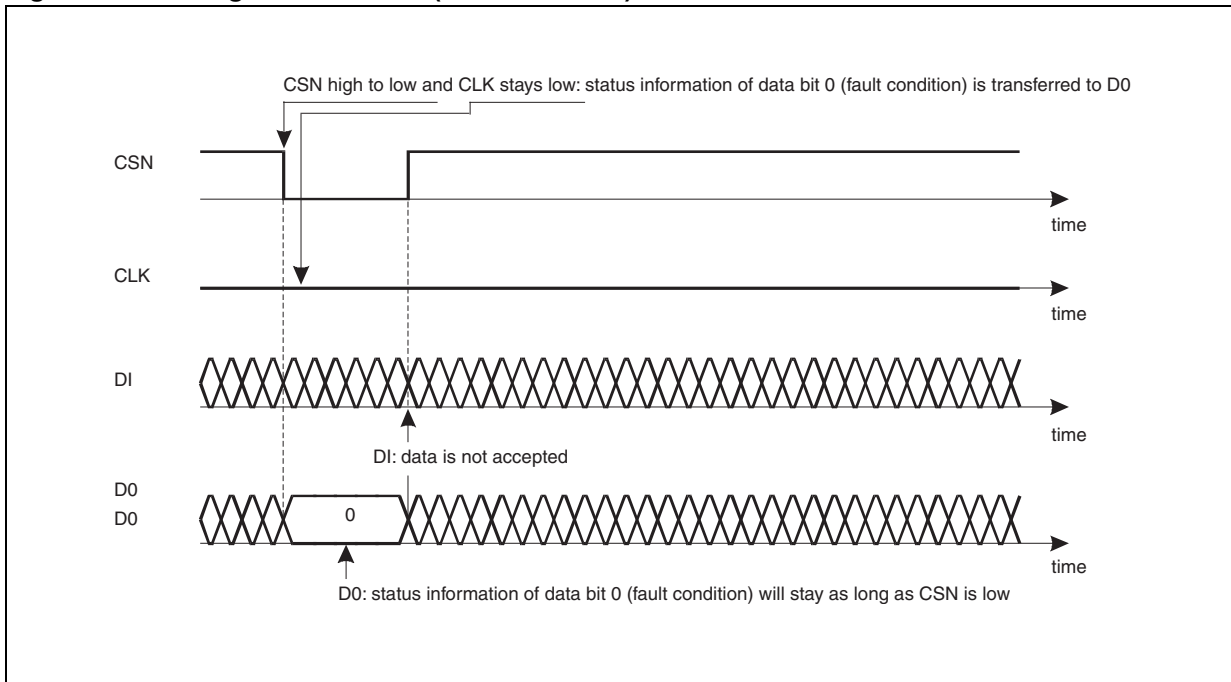 CSN high to low and CLK stays low: status information of data bit 0 (fault condition) is transferred to D0
CSN
time
CLK
time
DI
time
DI: data is not accepted
D0
D0
0
time
D0: status information of data bit 0 (fault condition) will stay as long as CSN is low